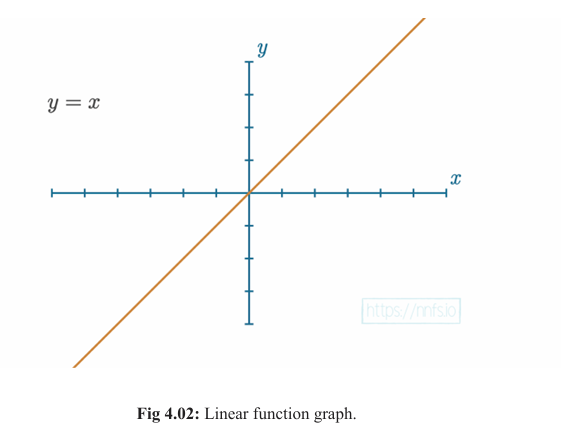 y
y = x
x
https://nnfs.io
Fig 4.02: Linear function graph.